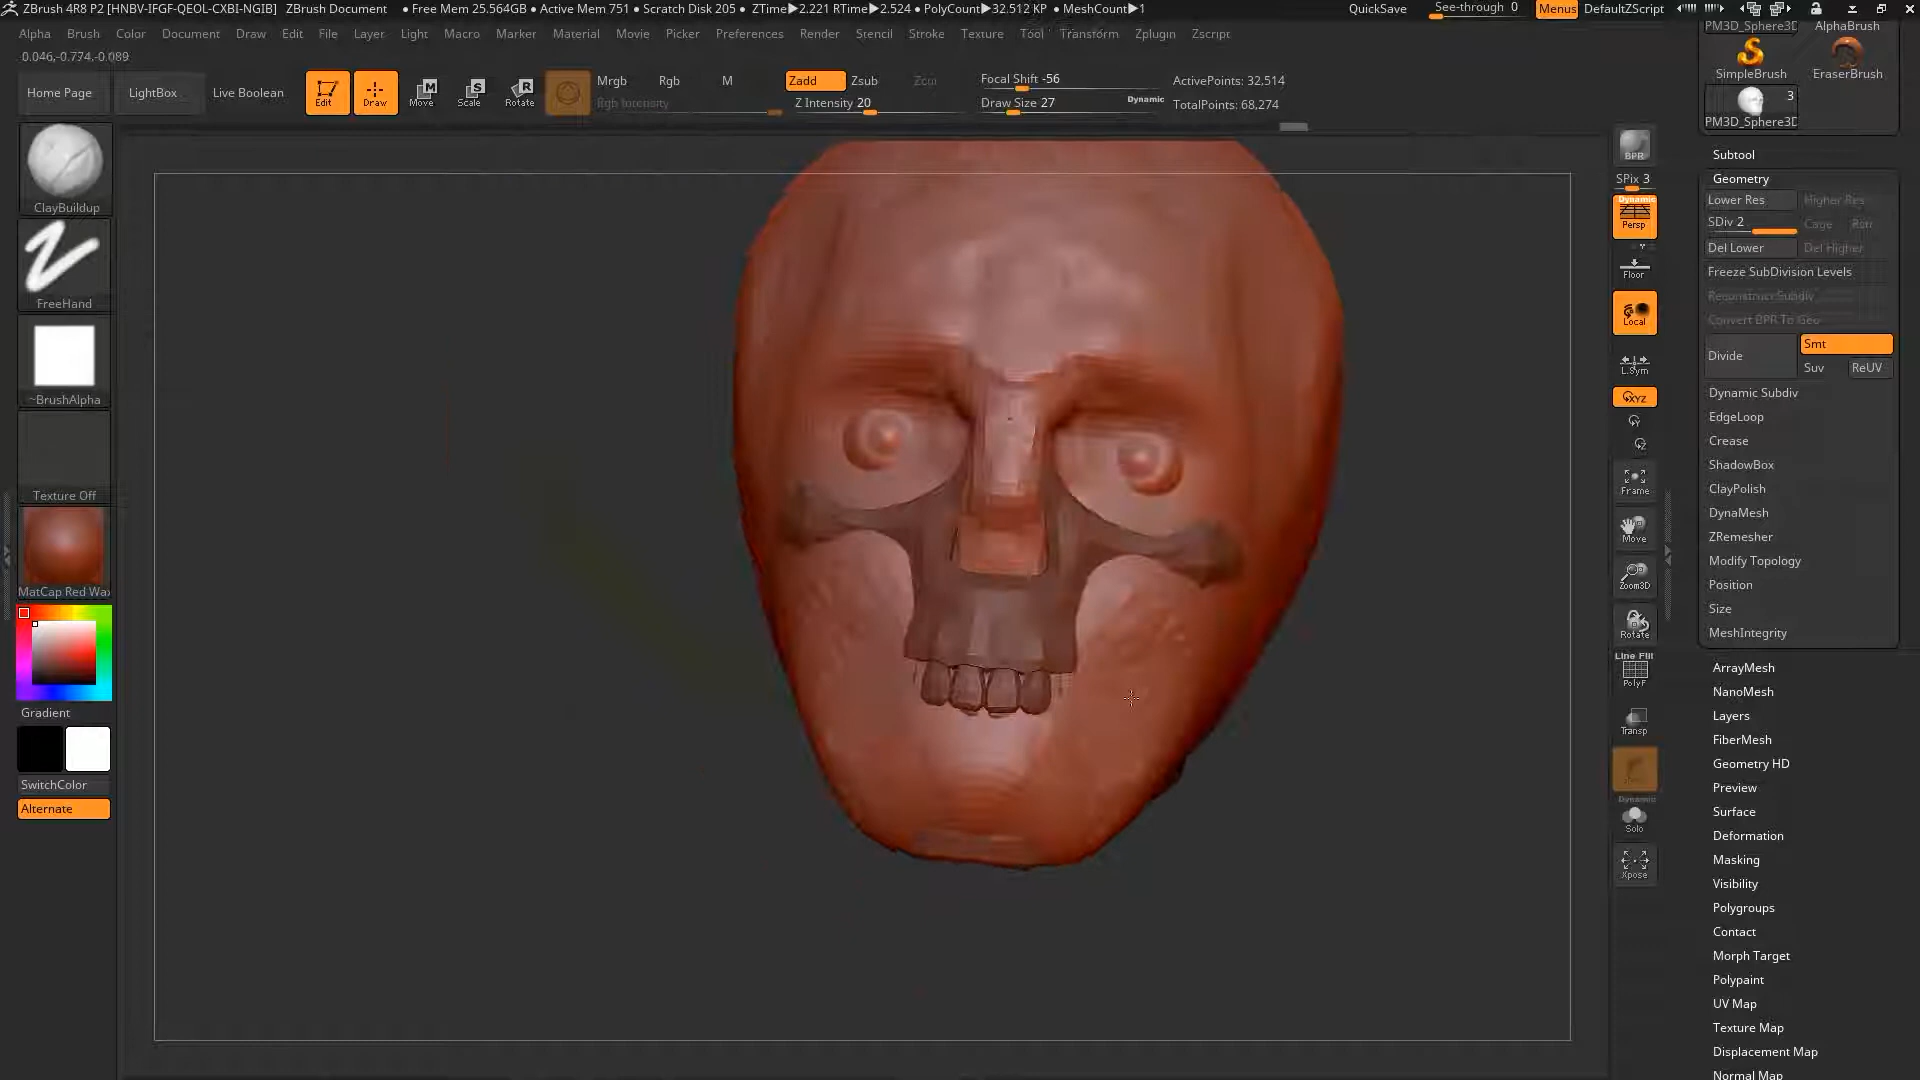 ZBrush 4R8 P2 [HNBV-IFGF-QEOL-CXBI-NGIB] ZBrush Document • Free Mem 25.564GB • Active Mem 751 • Scratch Disk 205 • ZTime▶2.221 RTime▶2.524 • PolyCount▶32.512 KP • MeshCount▶1 QuickSave See-through 0 Menus DefaultZScript
Alpha Brush Color Document Draw Edit File Layer Light Macro Marker Material Movie Picker Preferences Render Stencil Stroke Texture Tool Transform Zplugin Zscript
0.046,-0.774,-0.089
Home Page LightBox Live Boolean Edit Draw Move Scale Rotate
Mrgb Rgb M Zadd Zsub Focal Shift -56 ActivePoints: 32,514
Rgb Intensity Z Intensity 20 Draw Size 27 Dynamic TotalPoints: 68,274
ClayBuildup
FreeHand
~BrushAlpha
Texture Off
MatCap Red Wax
Gradient
SwitchColor
Alternate
BPR
SPix 3
Dynamic
Persp
Floor
Local
L.Sym
XYZ
Frame
Move
Zoom3D
Rotate
Line Fill
PolyF
Transp
Dynamic
Solo
Xpose
PM3D_Sphere3D AlphaBrush
SimpleBrush EraserBrush
3
PM3D_Sphere3D
Subtool
Geometry
Lower Res Higher Res
SDiv 2 Cage Rstr
Del Lower Del Higher
Freeze SubDivision Levels
Reconstruct Subdiv
Convert BPR To Geo
Divide Smt
Suv ReUV
Dynamic Subdiv
EdgeLoop
Crease
ShadowBox
ClayPolish
DynaMesh
ZRemesher
Modify Topology
Position
Size
MeshIntegrity
ArrayMesh
NanoMesh
Layers
FiberMesh
Geometry HD
Preview
Surface
Deformation
Masking
Visibility
Polygroups
Contact
Morph Target
Polypaint
UV Map
Texture Map
Displacement Map
Normal Map